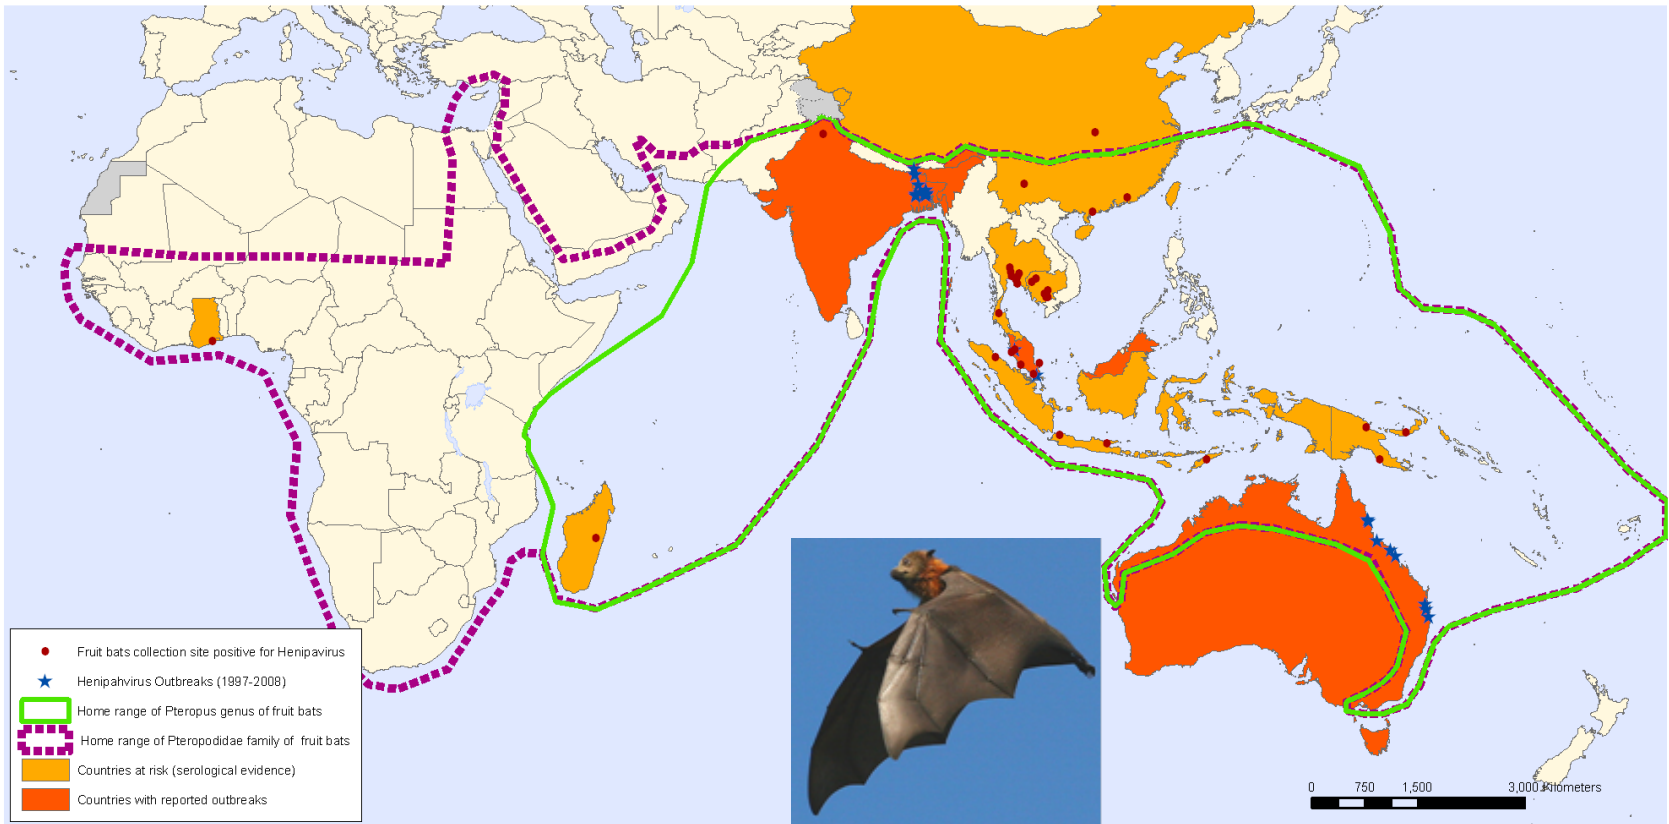 Fruit bats collection site positive for Henipavirus
Henipahvirus Outbreaks (1997-2008)
Home range of Pteropus genus of fruit bats
Home range of Pteropodidae family of fruit bats
Countries at risk (serological evidence)
Countries with reported outbreaks
0 750 1,500 3,000 Kilometers